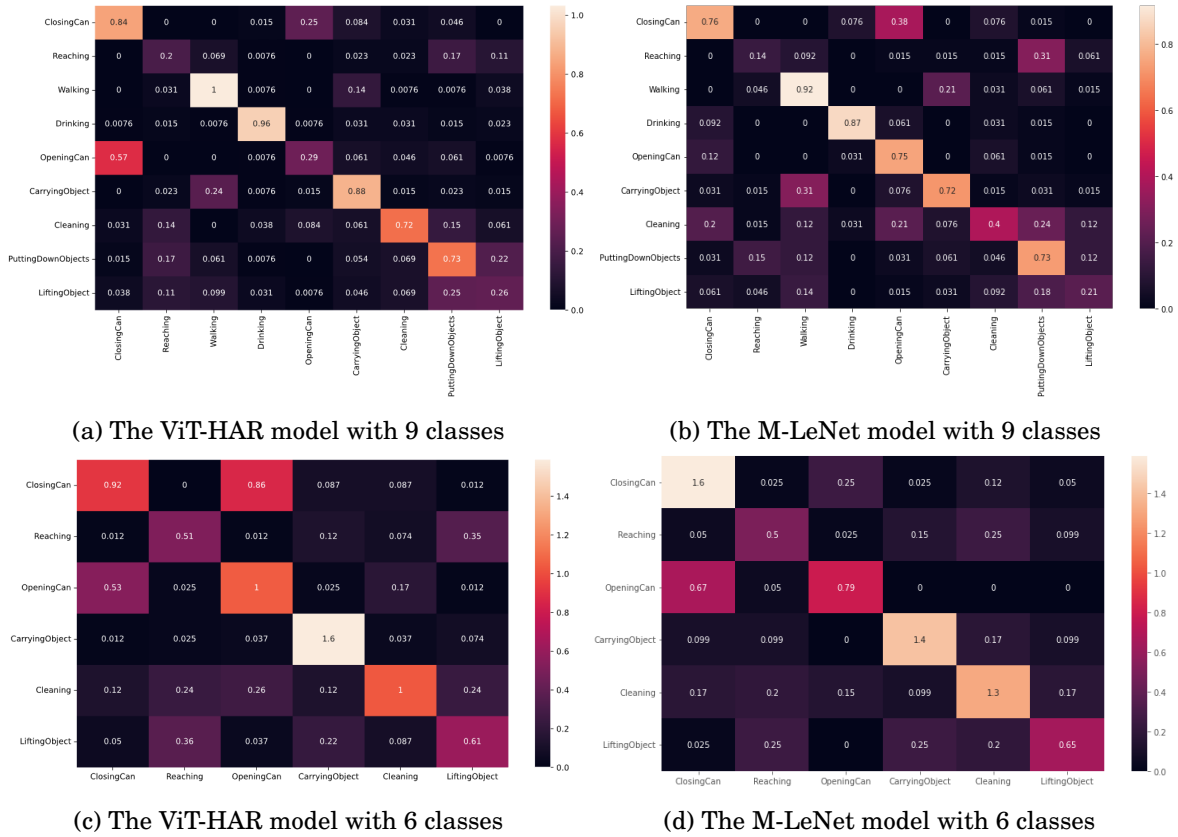 ClosingCan 0.84 0 0 0.015 0.25 0.084 0.031 0.046 0
Reaching 0 0.2 0.069 0.0076 0 0.023 0.023 0.17 0.11
Walking 0 0.031 1 0.0076 0 0.14 0.0076 0.0076 0.038
Drinking 0.0076 0.015 0.0076 0.96 0.0076 0.031 0.031 0.015 0.023
OpeningCan 0.57 0 0 0.0076 0.29 0.061 0.046 0.061 0.0076
CarryingObject 0 0.023 0.24 0.0076 0.015 0.88 0.015 0.023 0.015
Cleaning 0.031 0.14 0 0.031 0.084 0.061 0.72 0.15 0.061
PuttingDownObjects 0.015 0.17 0.061 0.0076 0 0.054 0.069 0.73 0.22
LiftingObject 0.038 0.11 0.099 0.031 0.0076 0.046 0.069 0.25 0.26
ClosingCan Reaching Walking Drinking OpeningCan CarryingObject Cleaning PuttingDownObjects LiftingObject
1.0
0.8
0.6
0.4
0.2
0.0
(a) The ViT-HAR model with 9 classes
ClosingCan 0.76 0 0 0.076 0.38 0 0.076 0.015 0
Reaching 0 0.14 0.092 0 0.015 0.015 0.015 0.31 0.061
Walking 0 0.046 0.92 0 0 0.21 0.031 0.061 0.015
Drinking 0.092 0 0 0.87 0.061 0 0.031 0.015 0
OpeningCan 0.12 0 0 0.031 0.75 0 0.061 0.015 0
CarryingObject 0.031 0.015 0.31 0 0.076 0.72 0.015 0.031 0.015
Cleaning 0.2 0.015 0.12 0.031 0.21 0.076 0.4 0.24 0.12
PuttingDownObjects 0.031 0.15 0.12 0 0.031 0.061 0.046 0.73 0.12
LiftingObject 0.061 0.046 0.14 0 0.015 0.031 0.092 0.18 0.21
ClosingCan Reaching Walking Drinking OpeningCan CarryingObject Cleaning PuttingDownObjects LiftingObject
0.8
0.6
0.4
0.2
0.0
(b) The M-LeNet model with 9 classes
ClosingCan 0.92 0 0.86 0.087 0.087 0.012
Reaching 0.012 0.51 0.012 0.12 0.074 0.35
OpeningCan 0.53 0.025 1 0.025 0.17 0.012
CarryingObject 0.012 0.025 0.037 1.6 0.037 0.074
Cleaning 0.12 0.24 0.26 0.12 1 0.24
LiftingObject 0.05 0.36 0.037 0.22 0.087 0.61
ClosingCan Reaching OpeningCan CarryingObject Cleaning LiftingObject
1.4
1.2
1.0
0.8
0.6
0.4
0.2
0.0
(c) The ViT-HAR model with 6 classes
ClosingCan 1.6 0.025 0.25 0.025 0.12 0.05
Reaching 0.05 0.5 0.025 0.15 0.25 0.099
OpeningCan 0.67 0.05 0.79 0 0 0
CarryingObject 0.099 0.099 0 1.4 0.17 0.099
Cleaning 0.17 0.2 0.15 0.099 1.3 0.17
LiftingObject 0.025 0.25 0 0.25 0.2 0.65
ClosingCan Reaching OpeningCan CarryingObject Cleaning LiftingObject
1.4
1.2
1.0
0.8
0.6
0.4
0.2
0.0
(d) The M-LeNet model with 6 classes